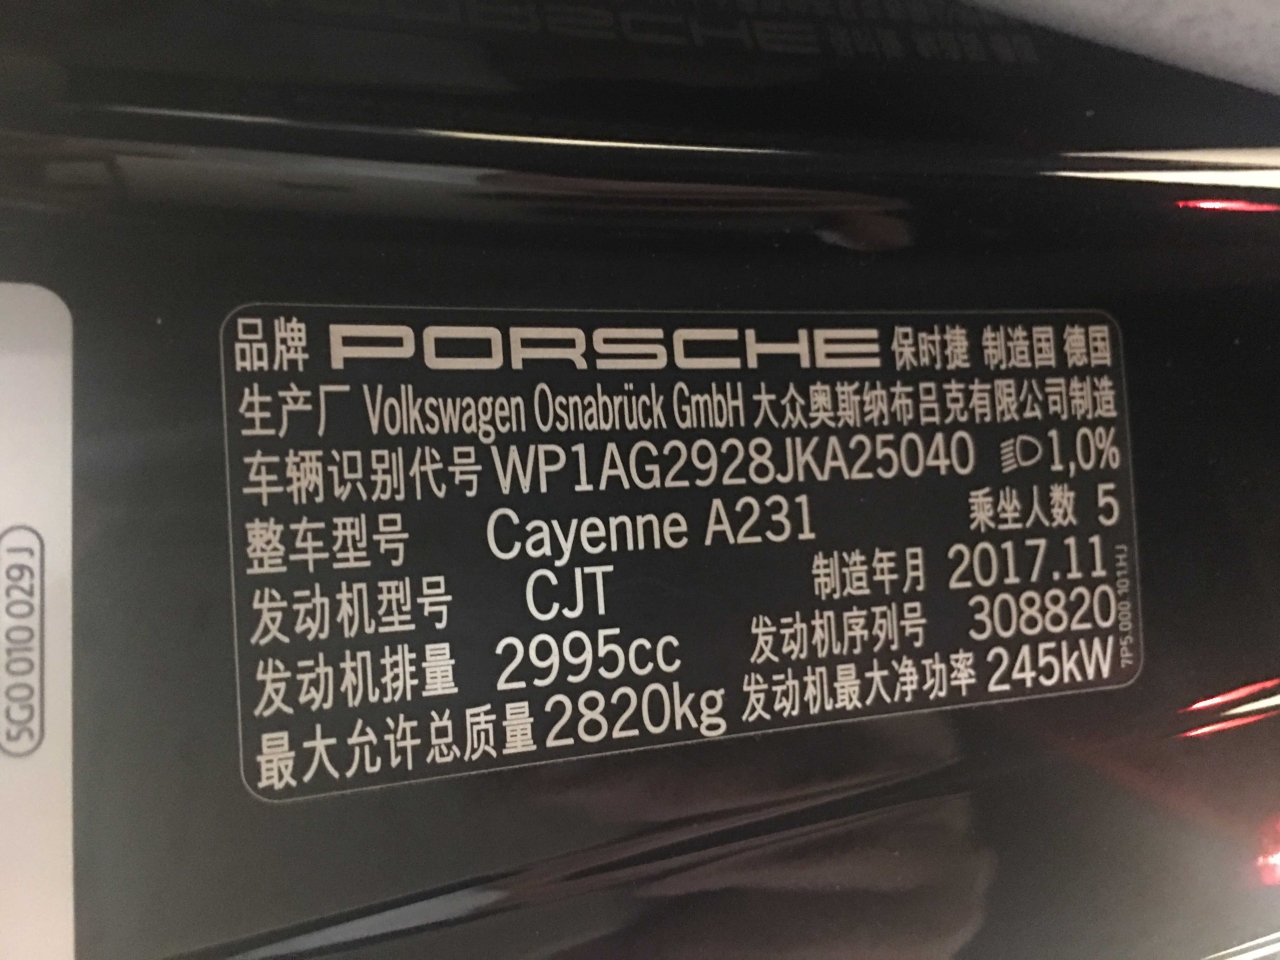 品牌 PORSCHE 保时捷 制造国 德国
生产厂 Volkswagen Osnabrück GmbH 大众奥斯纳布吕克有限公司制造
车辆识别代号 WP1AG2928JKA25040 1,0%
整车型号 Cayenne A231 乘坐人数 5
发动机型号 CJT 制造年月 2017.11
发动机排量 2995cc 发动机序列号 308820
最大允许总质量 2820kg 发动机最大净功率 245kW
7P5.000.101.HJ
5G0 010 029 J